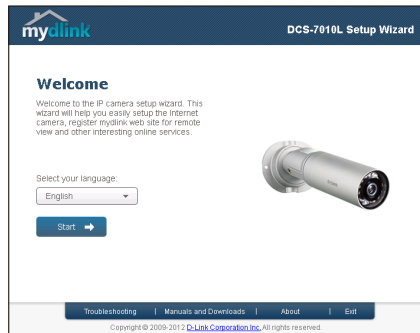 mydlink
DCS-7010L Setup Wizard
Welcome
Welcome to the IP camera setup wizard. This
wizard will help you easily setup the Internet
camera, register mydlink web site for remote
view and other interesting online services.
Select your language:
English
Start
Troubleshooting | Manuals and Downloads | About | Exit
Copyright © 2009-2012 D-Link Corporation Inc. All rights reserved.